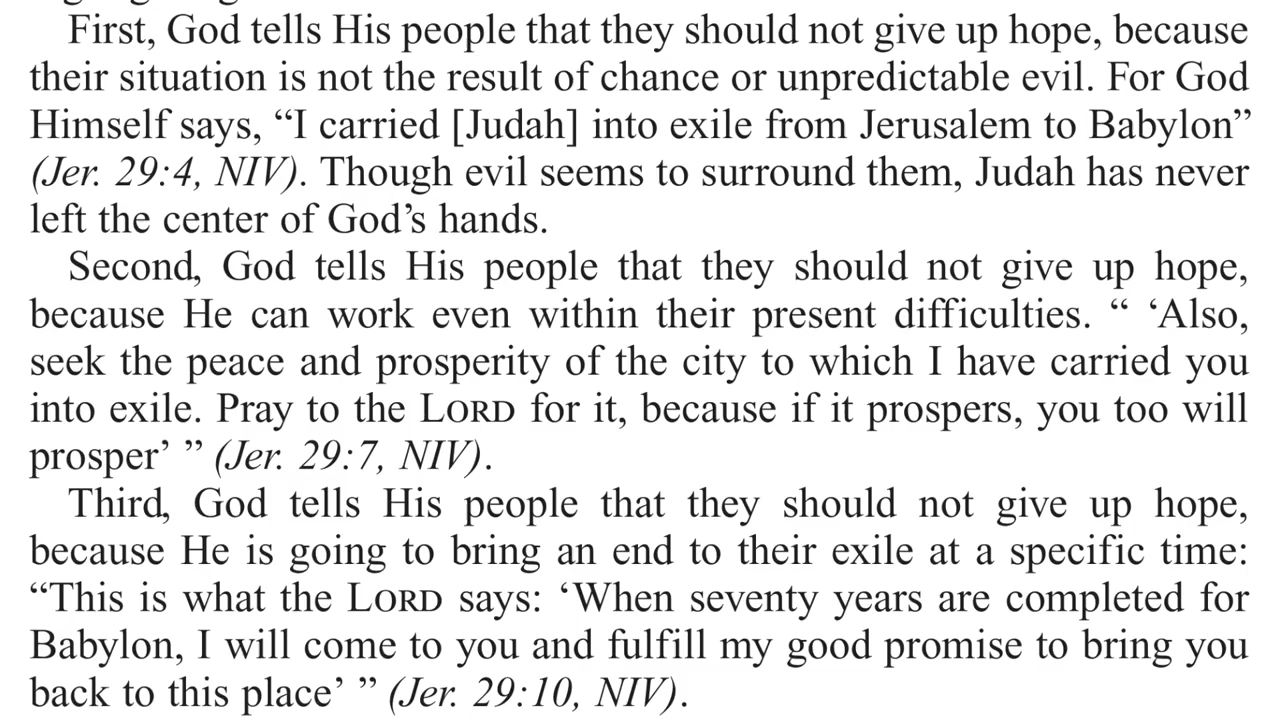 First, God tells His people that they should not give up hope, because
their situation is not the result of chance or unpredictable evil. For God
Himself says, “I carried [Judah] into exile from Jerusalem to Babylon”
(Jer. 29:4, NIV). Though evil seems to surround them, Judah has never
left the center of God’s hands.
Second, God tells His people that they should not give up hope,
because He can work even within their present difficulties. “ ‘Also,
seek the peace and prosperity of the city to which I have carried you
into exile. Pray to the LORD for it, because if it prospers, you too will
prosper’ ” (Jer. 29:7, NIV).
Third, God tells His people that they should not give up hope,
because He is going to bring an end to their exile at a specific time:
“This is what the LORD says: ‘When seventy years are completed for
Babylon, I will come to you and fulfill my good promise to bring you
back to this place’ ” (Jer. 29:10, NIV).